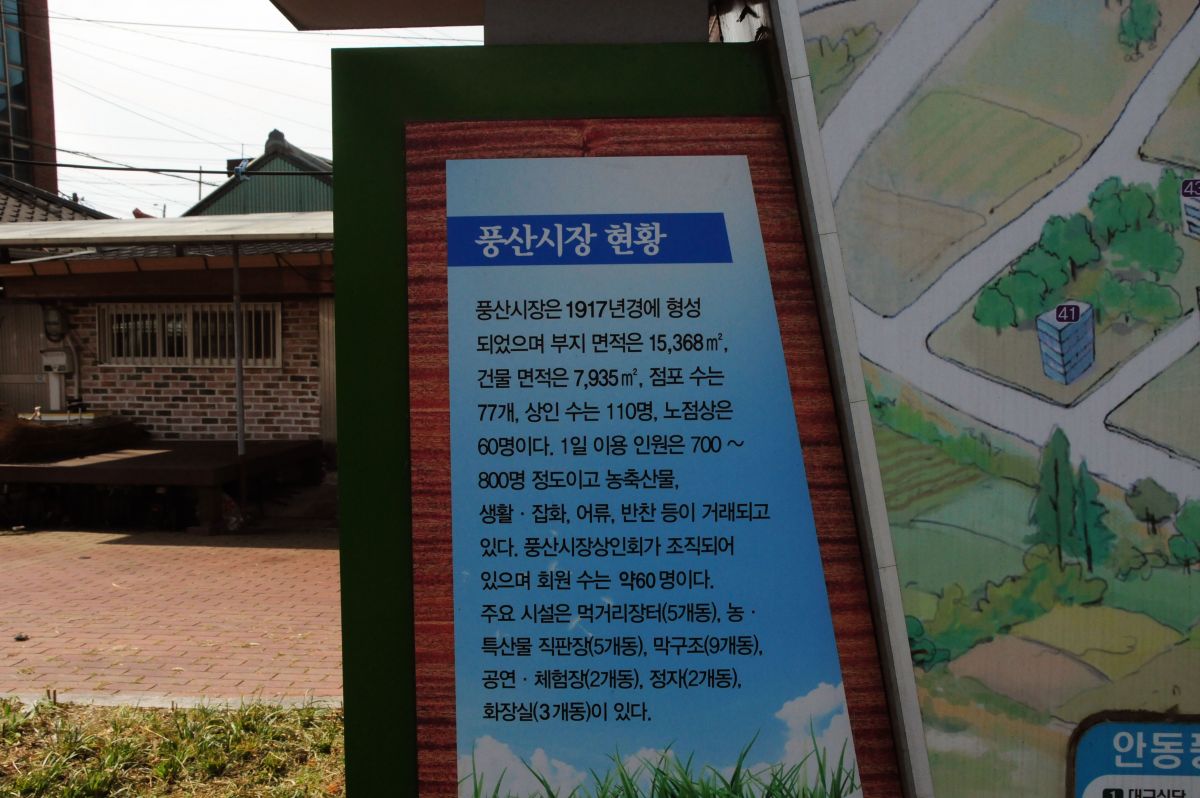 풍산시장 현황
풍산시장은 1917년경에 형성
되었으며 부지 면적은 15,368㎡,
건물 면적은 7,935㎡, 점포 수는
77개, 상인 수는 110명, 노점상은
60명이다. 1일 이용 인원은 700 ~
800명 정도이고 농축산물,
생활 · 잡화, 어류, 반찬 등이 거래되고
있다. 풍산시장상인회가 조직되어
있으며 회원 수는 약60명이다.
주요 시설은 먹거리장터(5개동), 농 ·
특산물 직판장(5개동), 막구조(9개동),
공연 · 체험장(2개동), 정자(2개동),
화장실(3개동)이 있다.
43
41
안동
1 대구식당